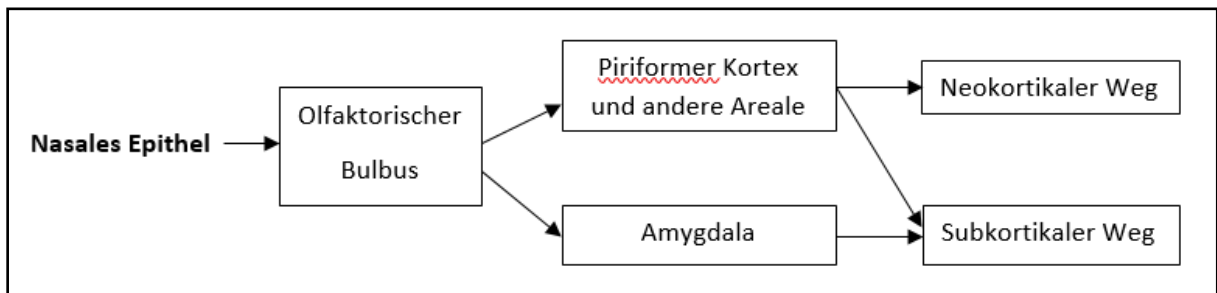 Nasales Epithel
Olfaktorischer
Bulbus
Piriformer Kortex
und andere Areale
Amygdala
Neokortikaler Weg
Subkortikaler Weg